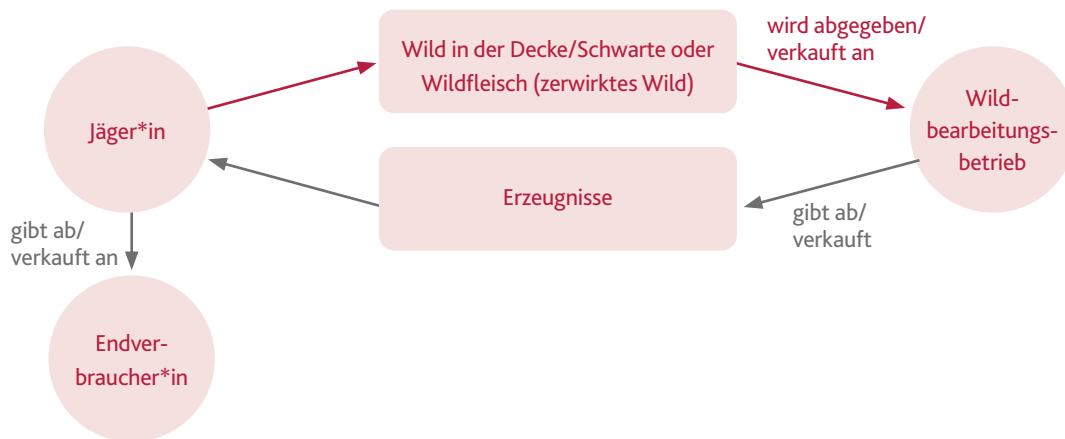 Wild in der Decke/Schwarte oder
Wildfleisch (zerwirktes Wild)
wird abgegeben/
verkauft an
Jäger*in
Wild-
bearbeitungs-
betrieb
Erzeugnisse
gibt ab/
verkauft
gibt ab/
verkauft an
Endver-
braucher*in